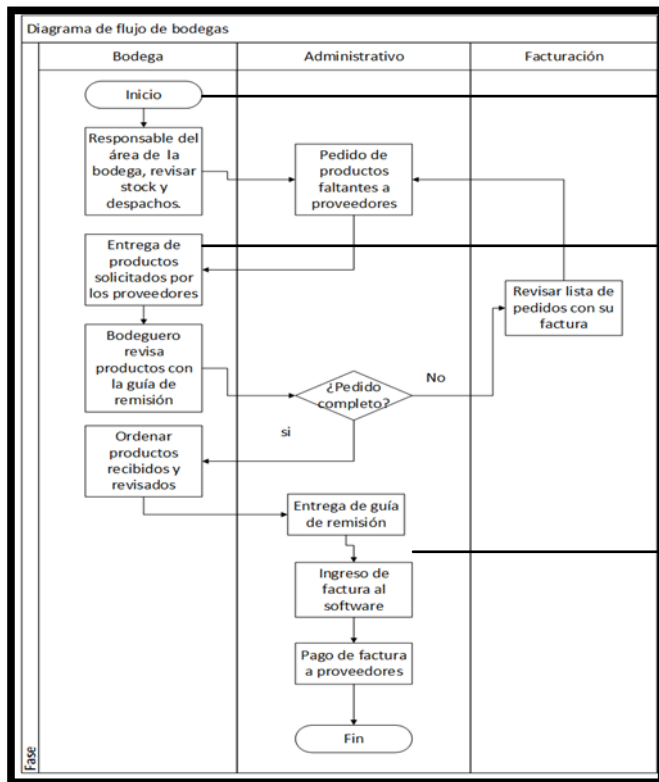 Diagrama de flujo de bodegas
Bodega
Administrativo
Facturación
Inicio
Responsable del
área de la
bodega, revisar
stock y
despachos.
Pedido de
productos
faltantes a
proveedores
Entrega de
productos
solicitados por
los proveedores
Revisar lista de
pedidos con su
factura
Bodeguero
revisa
productos con
la guía de
remisión
¿Pedido
completo?
No
si
Ordenar
productos
recibidos y
revisados
Entrega de guía
de remisión
Ingreso de
factura al
software
Pago de factura
a proveedores
Fin
Fase